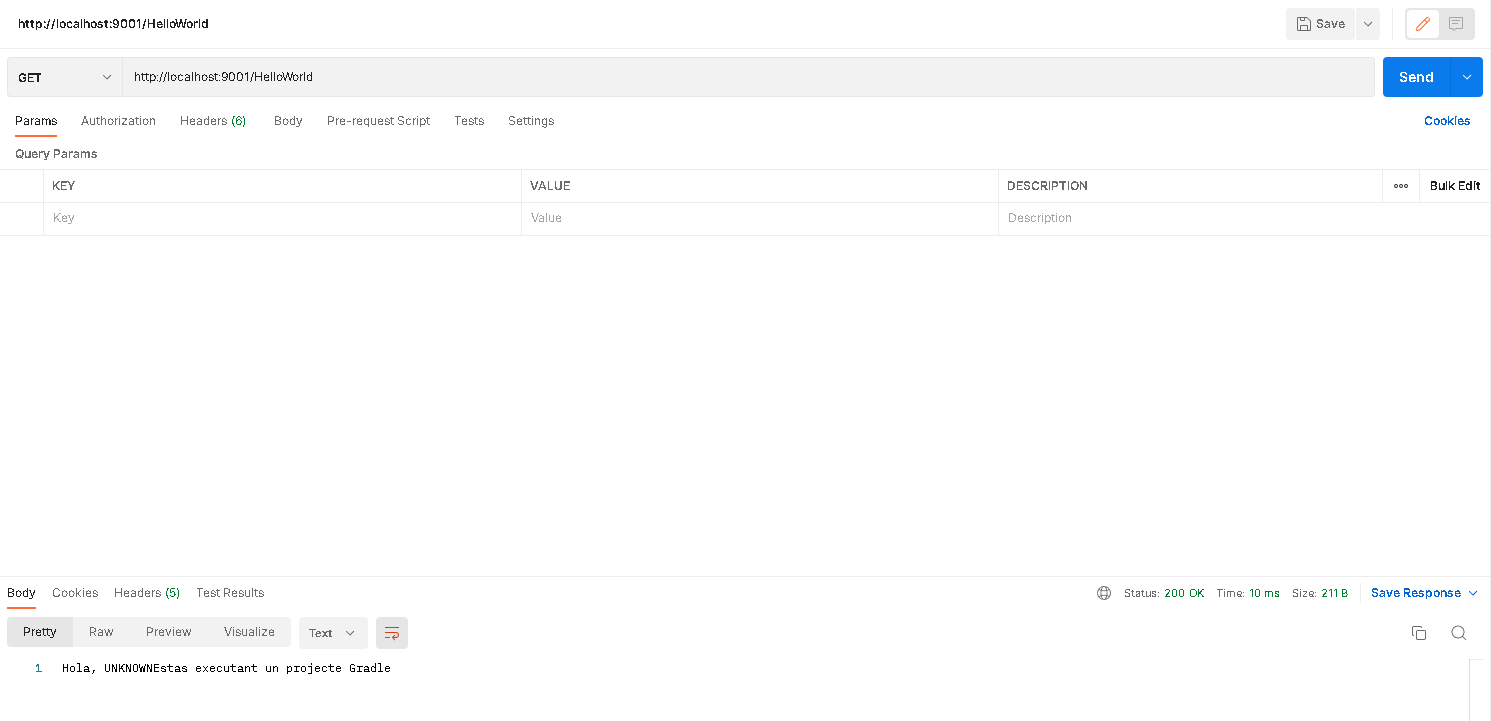 http://localhost:9001/HelloWorld
Save
GET
http://localhost:9001/HelloWorld
Send
Params Authorization Headers (6) Body Pre-request Script Tests Settings Cookies
Query Params
KEY VALUE DESCRIPTION ••• Bulk Edit
Key Value Description
Body Cookies Headers (5) Test Results Status: 200 OK Time: 10 ms Size: 211 B Save Response
Pretty Raw Preview Visualize Text
1 Hola, UNKNOWNEstas executant un projecte Gradle